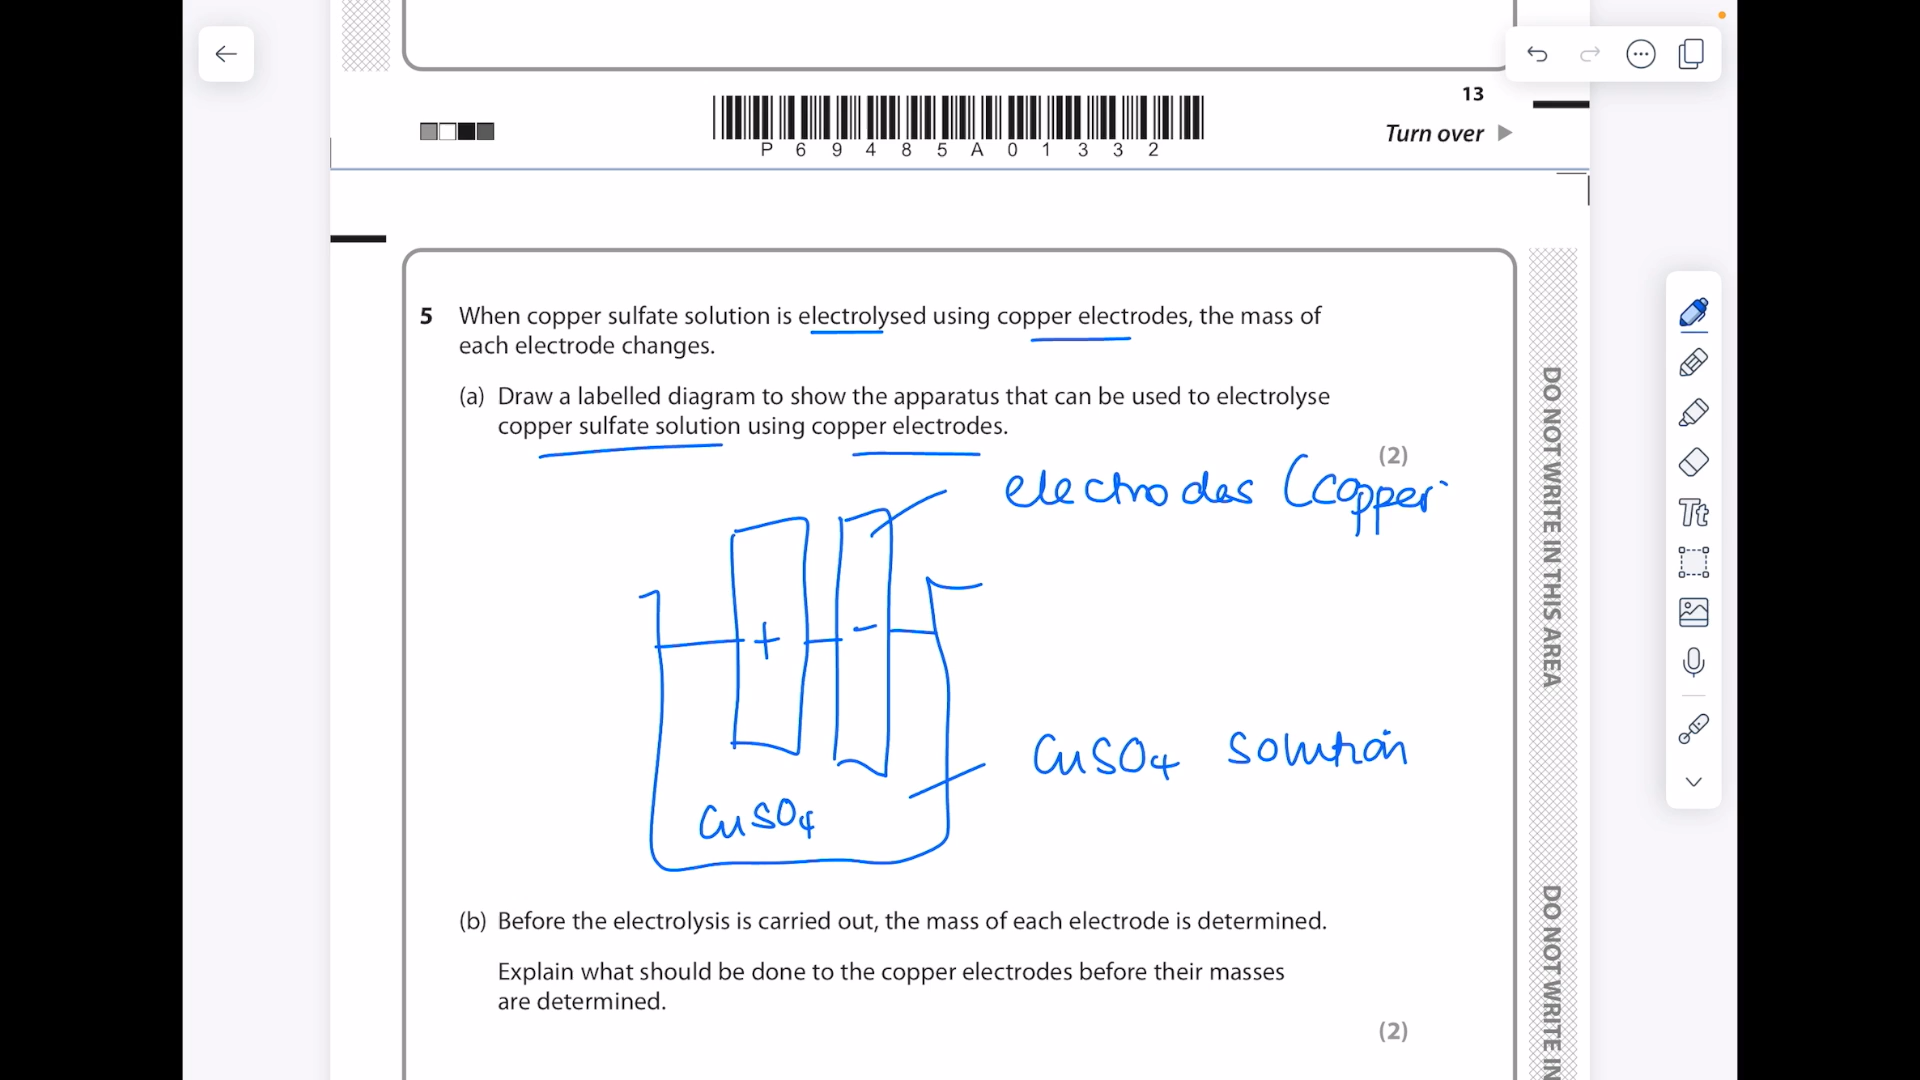 13
P 6 9 4 8 5 A 0 1 3 3 2
Turn over
5 When copper sulfate solution is electrolysed using copper electrodes, the mass of
each electrode changes.
(a) Draw a labelled diagram to show the apparatus that can be used to electrolyse
copper sulfate solution using copper electrodes.
(2)
electrodes (copper
+ -
CuSO4 solution
CuSO4
(b) Before the electrolysis is carried out, the mass of each electrode is determined.
Explain what should be done to the copper electrodes before their masses
are determined.
(2)
DO NOT WRITE IN THIS AREA
DO NOT WRITE IN
Tt